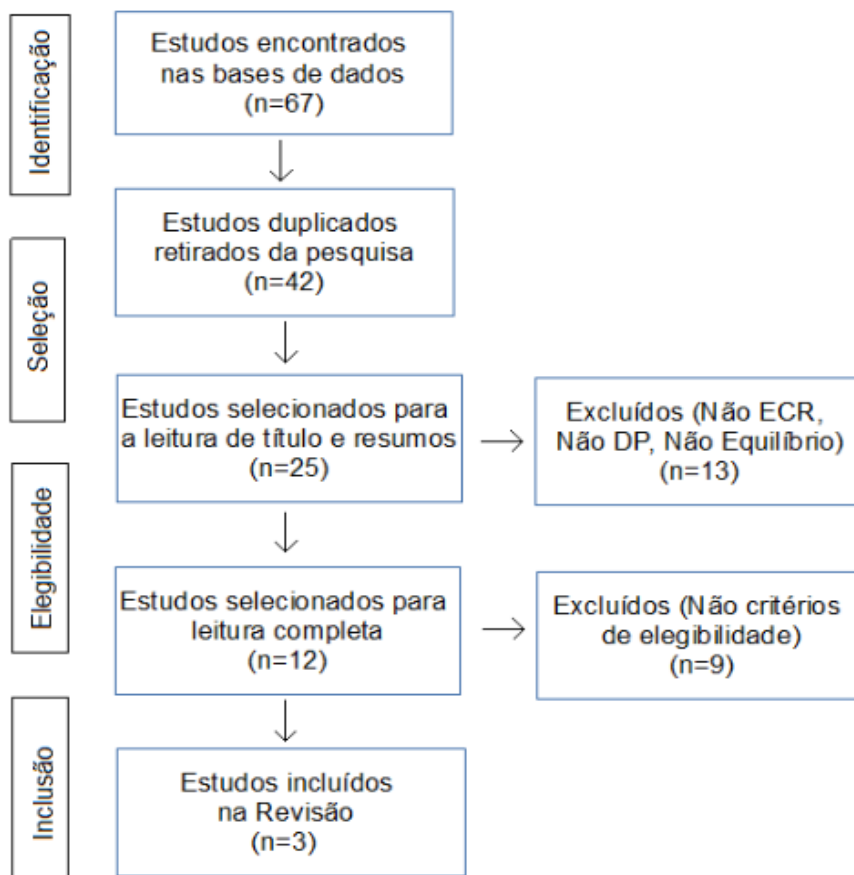 Identificação
Estudos encontrados
nas bases de dados
(n=67)
Estudos duplicados
retirados da pesquisa
(n=42)
Seleção
Estudos selecionados para
a leitura de título e resumos
(n=25)
Excluídos (Não ECR,
Não DP, Não Equilíbrio)
(n=13)
Elegibilidade
Estudos selecionados para
leitura completa
(n=12)
Excluídos (Não critérios
de elegibilidade)
(n=9)
Inclusão
Estudos incluídos
na Revisão
(n=3)